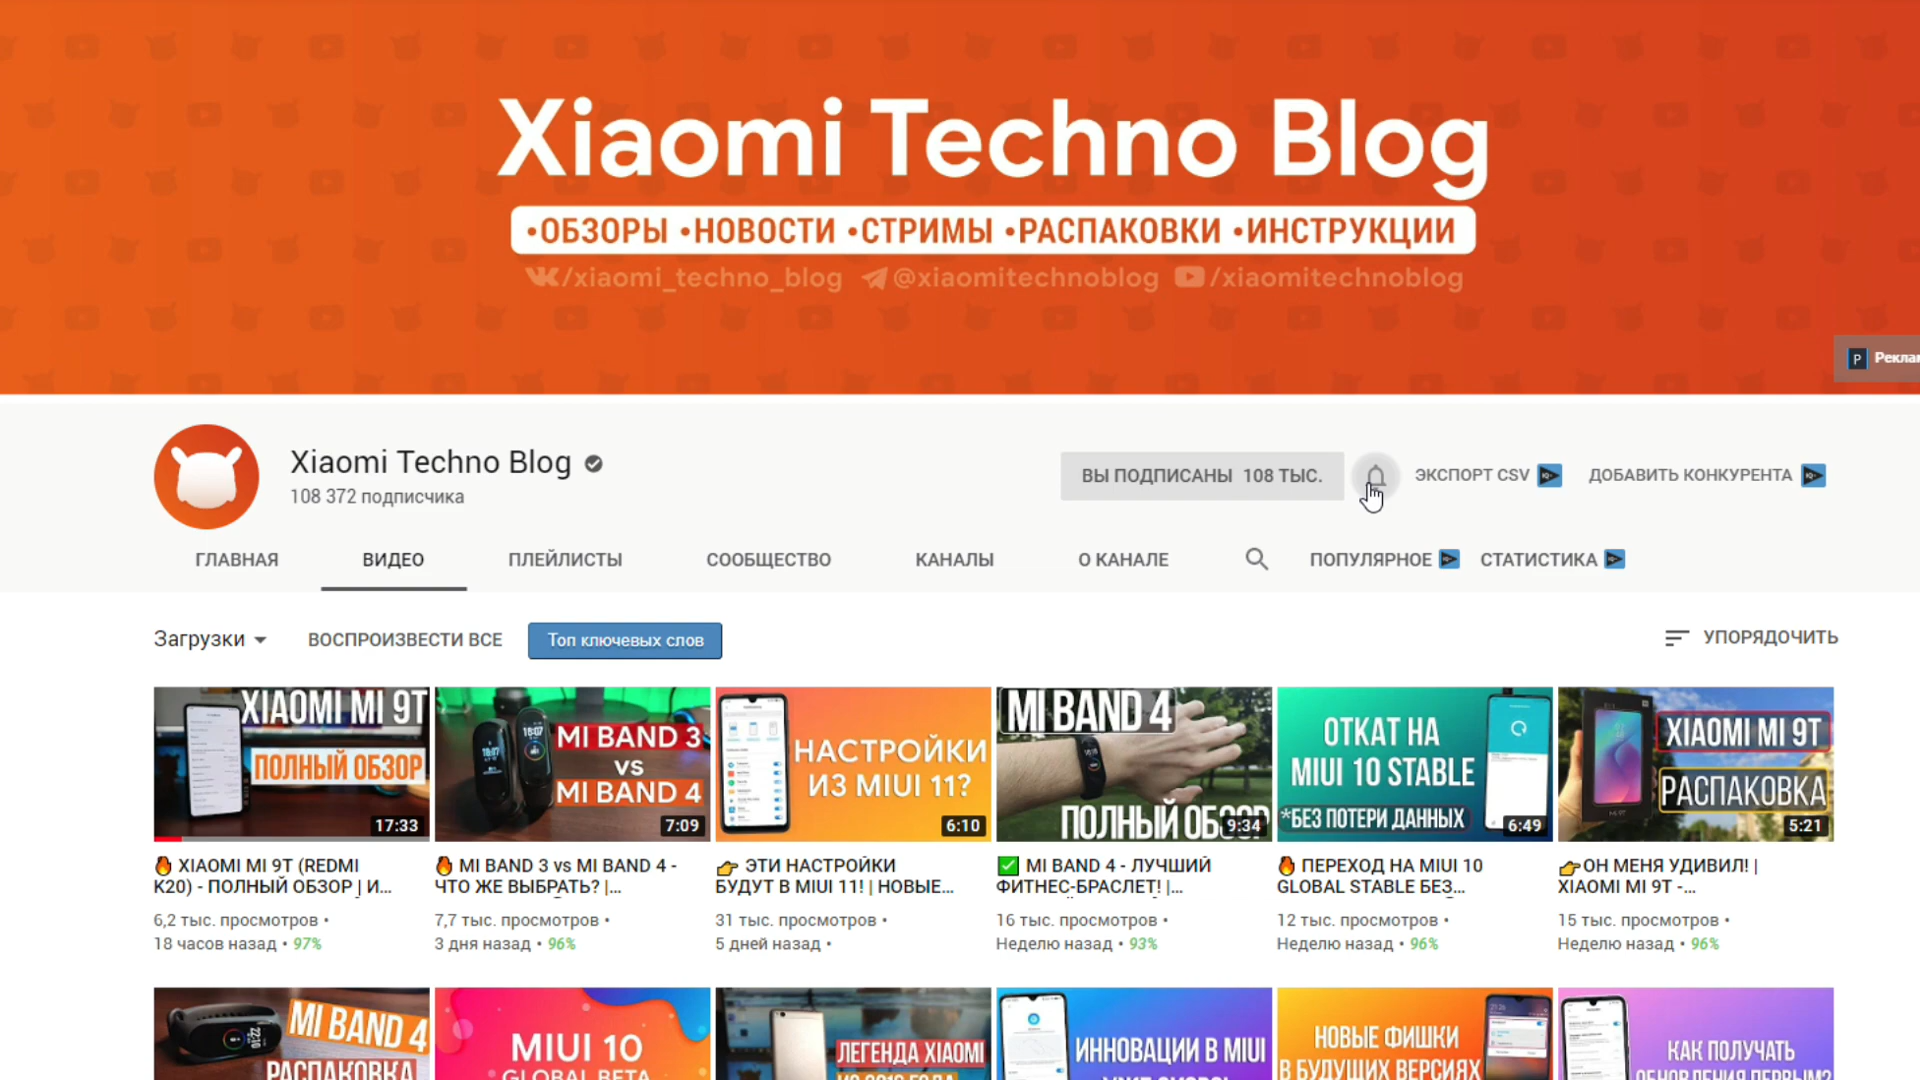 Xiaomi Techno Blog
•ОБЗОРЫ •НОВОСТИ •СТРИМЫ •РАСПАКОВКИ •ИНСТРУКЦИИ
/xiaomi_techno_blog @xiaomitechnoblog /xiaomitechnoblog
P Реклам
Xiaomi Techno Blog
108 372 подписчика
ВЫ ПОДПИСАНЫ 108 ТЫС.
ЭКСПОРТ CSV
ДОБАВИТЬ КОНКУРЕНТА
ГЛАВНАЯ ВИДЕО ПЛЕЙЛИСТЫ СООБЩЕСТВО КАНАЛЫ О КАНАЛЕ ПОПУЛЯРНОЕ СТАТИСТИКА
Загрузки ВОСПРОИЗВЕСТИ ВСЕ Топ ключевых слов УПОРЯДОЧИТЬ
XIAOMI MI 9T
ПОЛНЫЙ ОБЗОР
17:33
XIAOMI MI 9T (REDMI
K20) - ПОЛНЫЙ ОБЗОР | И...
6,2 тыс. просмотров •
18 часов назад • 97%
MI BAND 3
VS
MI BAND 4
7:09
MI BAND 3 vs MI BAND 4 -
ЧТО ЖЕ ВЫБРАТЬ? |...
7,7 тыс. просмотров •
3 дня назад • 96%
НАСТРОЙКИ
ИЗ MIUI 11?
6:10
ЭТИ НАСТРОЙКИ
БУДУТ В MIUI 11! | НОВЫЕ...
31 тыс. просмотров •
5 дней назад •
MI BAND 4
ПОЛНЫЙ ОБЗОР
9:34
MI BAND 4 - ЛУЧШИЙ
ФИТНЕС-БРАСЛЕТ! |...
16 тыс. просмотров •
Неделю назад • 93%
ОТКАТ НА
MIUI 10 STABLE
*БЕЗ ПОТЕРИ ДАННЫХ
6:49
ПЕРЕХОД НА MIUI 10
GLOBAL STABLE БЕЗ...
12 тыс. просмотров •
Неделю назад • 96%
XIAOMI MI 9T
РАСПАКОВКА
5:21
ОН МЕНЯ УДИВИЛ! |
XIAOMI MI 9T -...
15 тыс. просмотров •
Неделю назад • 96%
MI BAND 4
РАСПАКОВКА
MIUI 10
GLOBAL BETA
ЛЕГЕНДА XIAOMI
ИННОВАЦИИ В MIUI
НОВЫЕ ФИШКИ
В БУДУЩИХ ВЕРСИЯХ
КАК ПОЛУЧАТЬ
ОБНОВЛЕНИЯ ПЕРВЫМ?